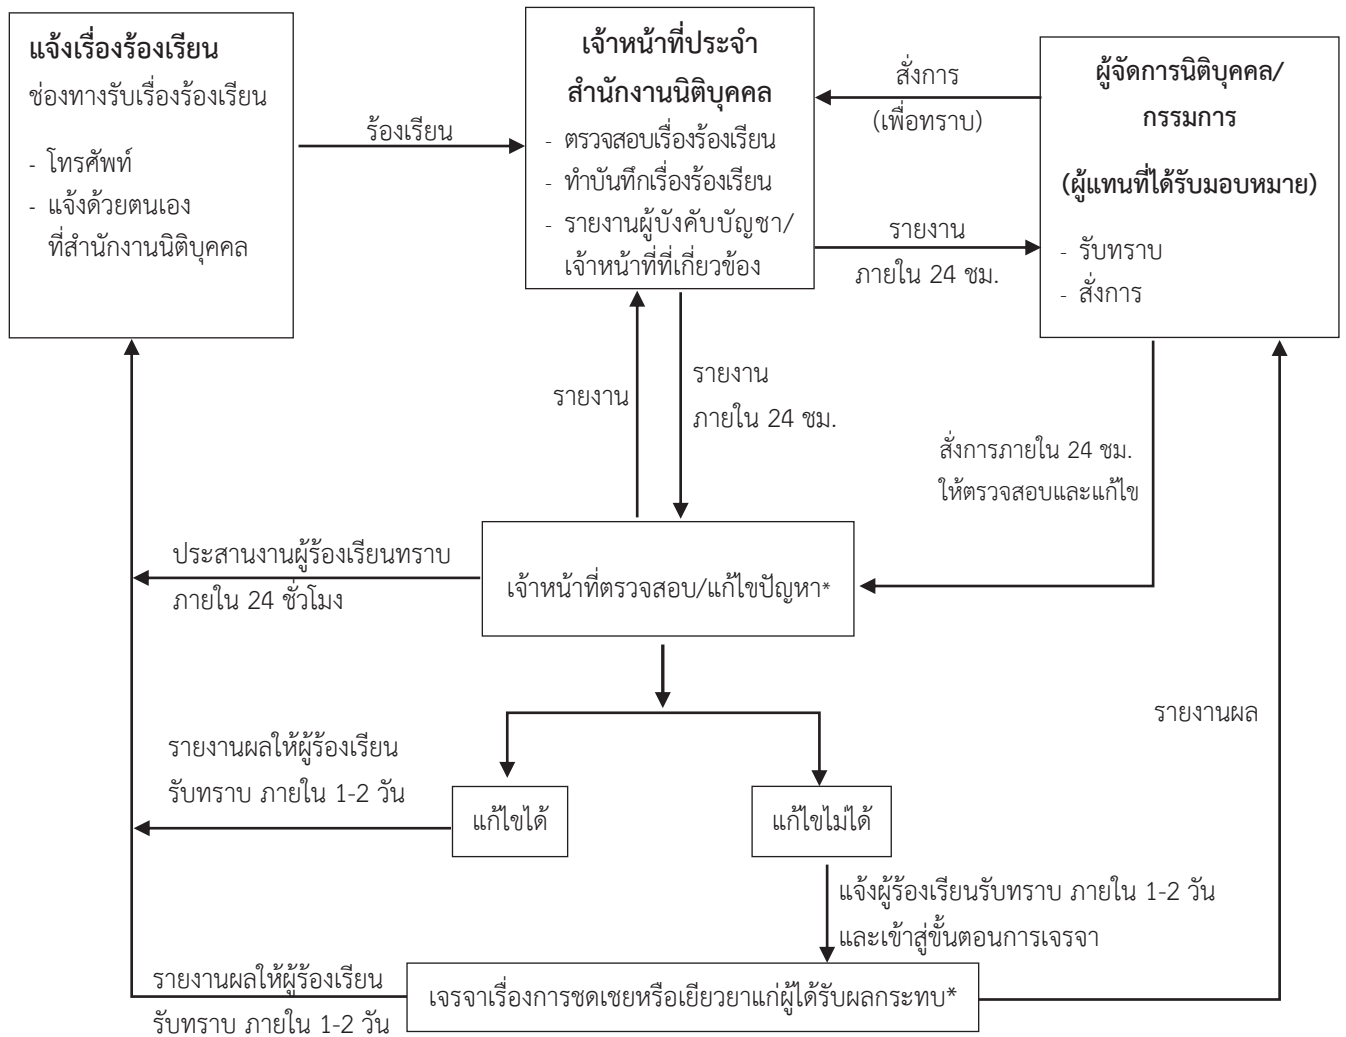 แจ้งเรื่องร้องเรียน
ช่องทางรับเรื่องร้องเรียน
- โทรศัพท์
- แจ้งด้วยตนเอง
ที่สำนักงานนิติบุคคล
ร้องเรียน
เจ้าหน้าที่ประจำ
สำนักงานนิติบุคคล
- ตรวจสอบเรื่องร้องเรียน
- ทำบันทึกเรื่องร้องเรียน
- รายงานผู้บังคับบัญชา/
เจ้าหน้าที่ที่เกี่ยวข้อง
สั่งการ
(เพื่อทราบ)
รายงาน
ภายใน 24 ชม.
ผู้จัดการนิติบุคคล/
กรรมการ
(ผู้แทนที่ได้รับมอบหมาย)
- รับทราบ
- สั่งการ
รายงาน
รายงาน
ภายใน 24 ชม.
สั่งการภายใน 24 ชม.
ให้ตรวจสอบและแก้ไข
ประสานงานผู้ร้องเรียนทราบ
ภายใน 24 ชั่วโมง
เจ้าหน้าที่ตรวจสอบ/แก้ไขปัญหา*
รายงานผล
รายงานผลให้ผู้ร้องเรียน
รับทราบ ภายใน 1-2 วัน
แก้ไขได้
แก้ไขไม่ได้
แจ้งผู้ร้องเรียนรับทราบ ภายใน 1-2 วัน
และเข้าสู่ขั้นตอนการเจรจา
รายงานผลให้ผู้ร้องเรียน
รับทราบ ภายใน 1-2 วัน
เจรจาเรื่องการชดเชยหรือเยียวยาแก่ผู้ได้รับผลกระทบ*